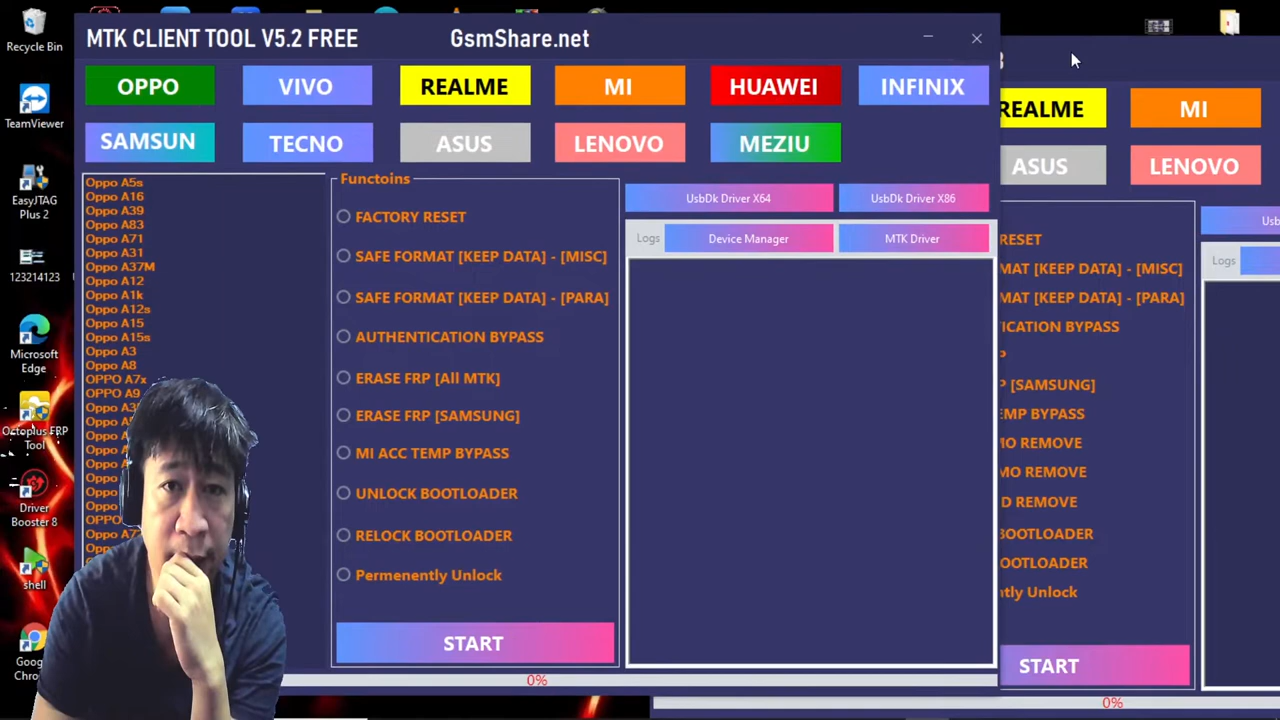 MTK CLIENT TOOL V5.2 FREE
GsmShare.net
OPPO
VIVO
REALME
MI
HUAWEI
INFINIX
SAMSUN
TECNO
ASUS
LENOVO
MEZIU
Oppo A5s
Oppo A16
Oppo A39
Oppo A83
Oppo A71
Oppo A31
Oppo A37M
Oppo A12
Oppo A1k
Oppo A12s
Oppo A15
Oppo A15s
Oppo A3
Oppo A8
OPPO A7x
OPPO A9
Functoins
FACTORY RESET
SAFE FORMAT [KEEP DATA] - [MISC]
SAFE FORMAT [KEEP DATA] - [PARA]
AUTHENTICATION BYPASS
ERASE FRP [All MTK]
ERASE FRP [SAMSUNG]
MI ACC TEMP BYPASS
UNLOCK BOOTLOADER
RELOCK BOOTLOADER
Permenently Unlock
START
0%
UsbDk Driver X64
UsbDk Driver X86
Logs
Device Manager
MTK Driver
REALME
MI
ASUS
LENOVO
RESET
MAT [KEEP DATA] - [MISC]
MAT [KEEP DATA] - [PARA]
ICATION BYPASS
P [SAMSUNG]
EMP BYPASS
MO REMOVE
MO REMOVE
D REMOVE
BOOTLOADER
OOTLOADER
ntly Unlock
START
0%
Usb
Logs
Recycle Bin
TeamViewer
EasyJTAG
Plus 2
123214123
Microsoft
Edge
Octoplus FRP
Tool
Driver
Booster 8
shell
Goog
Chro